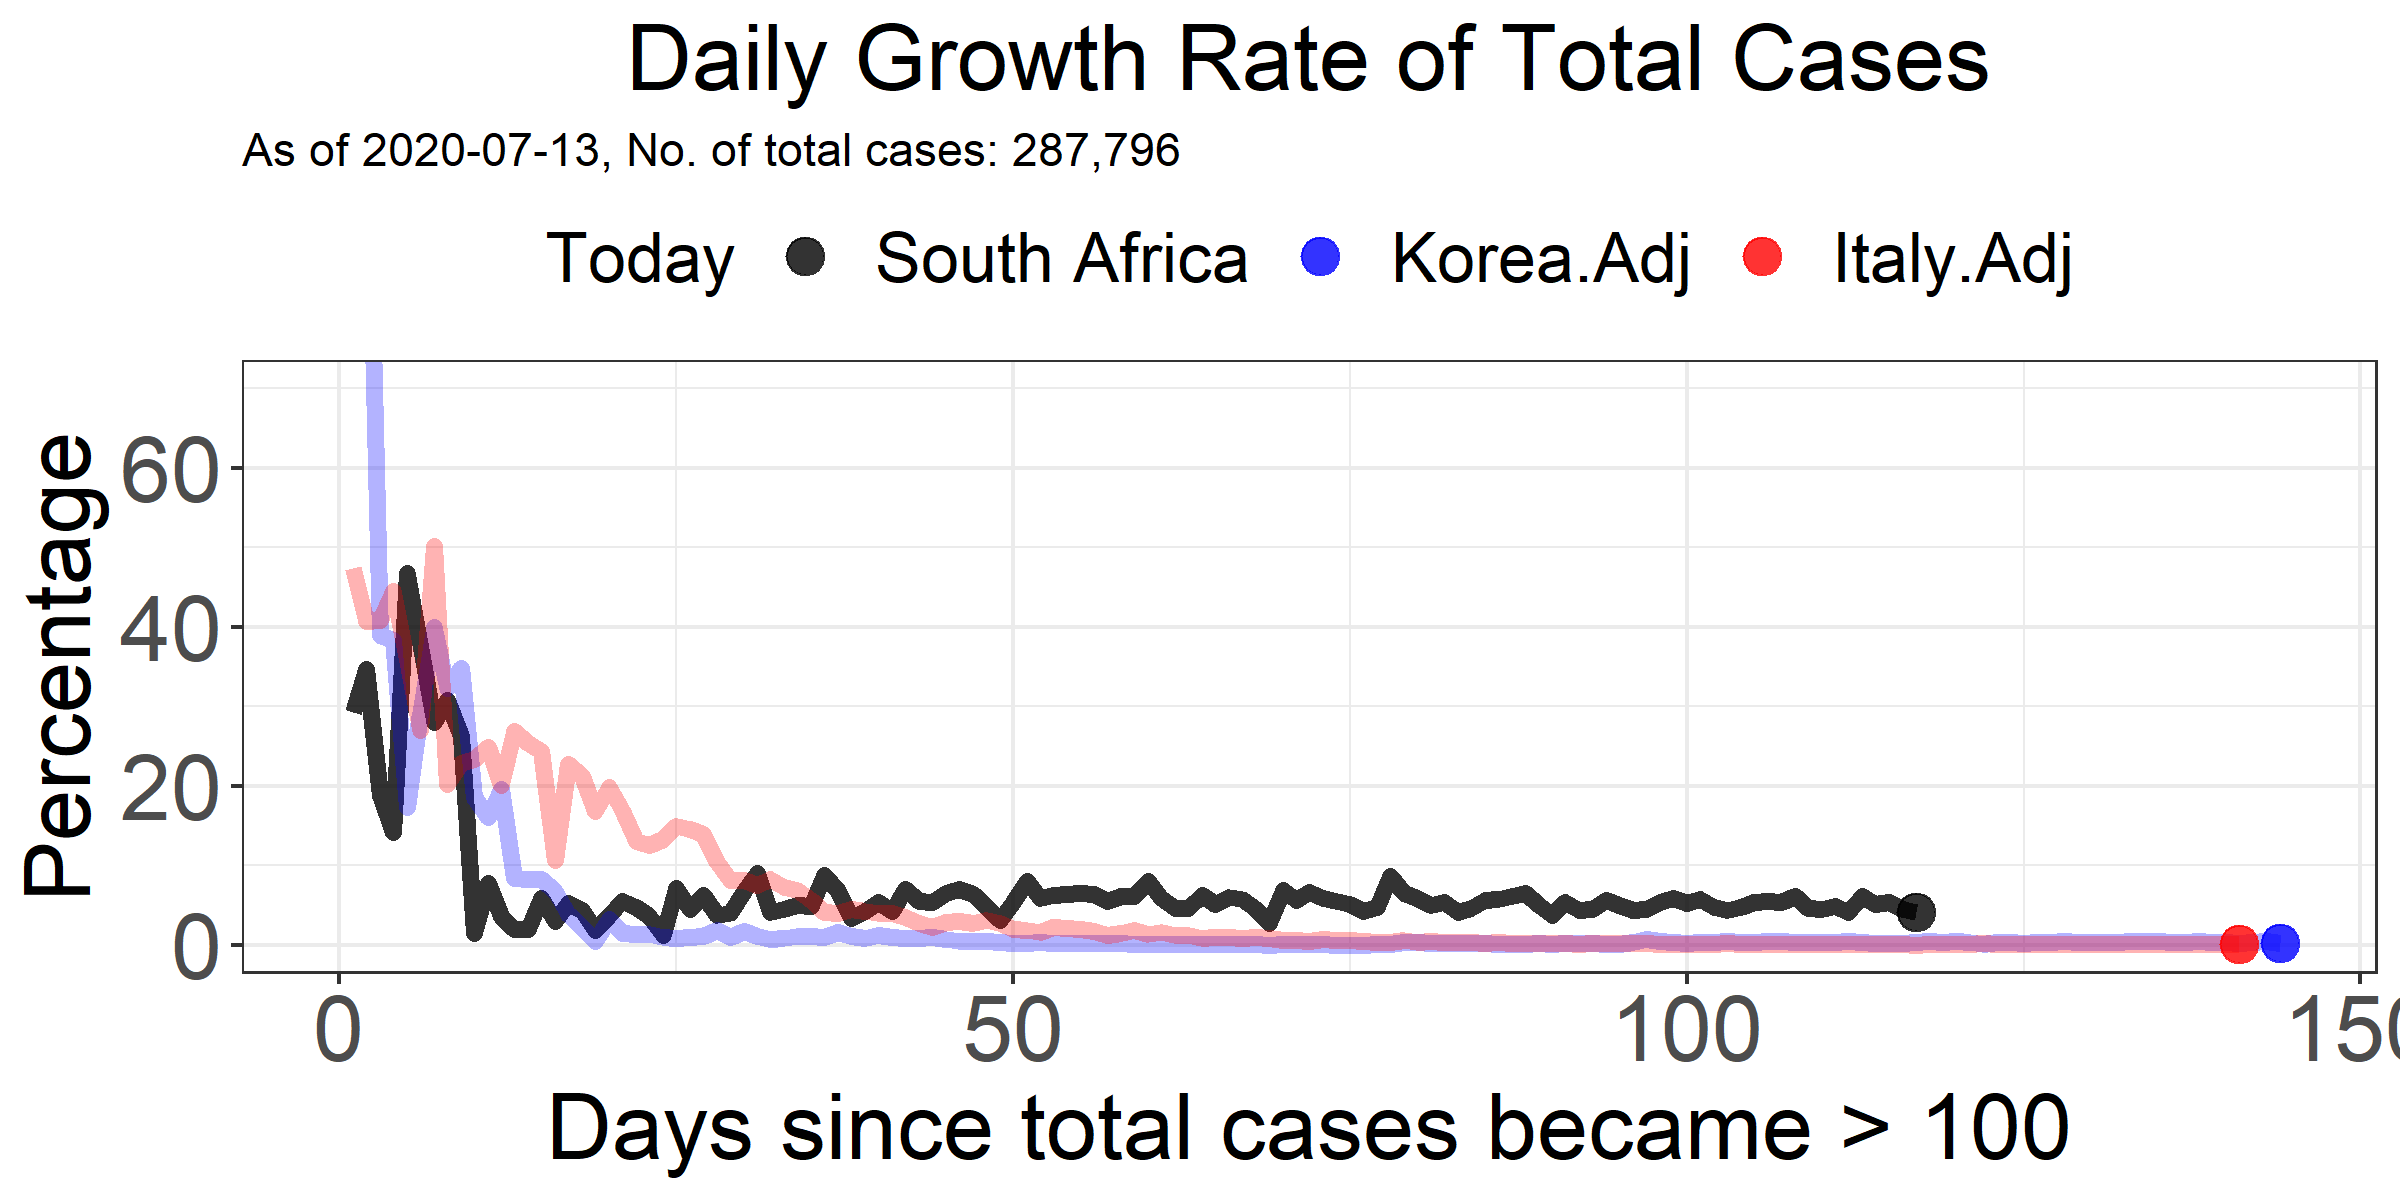 Daily Growth Rate of Total Cases
As of 2020-07-13, No. of total cases: 287,796
Today South Africa Korea.Adj Italy.Adj
Percentage
60
40
20
0
0 50 100 150
Days since total cases became > 100